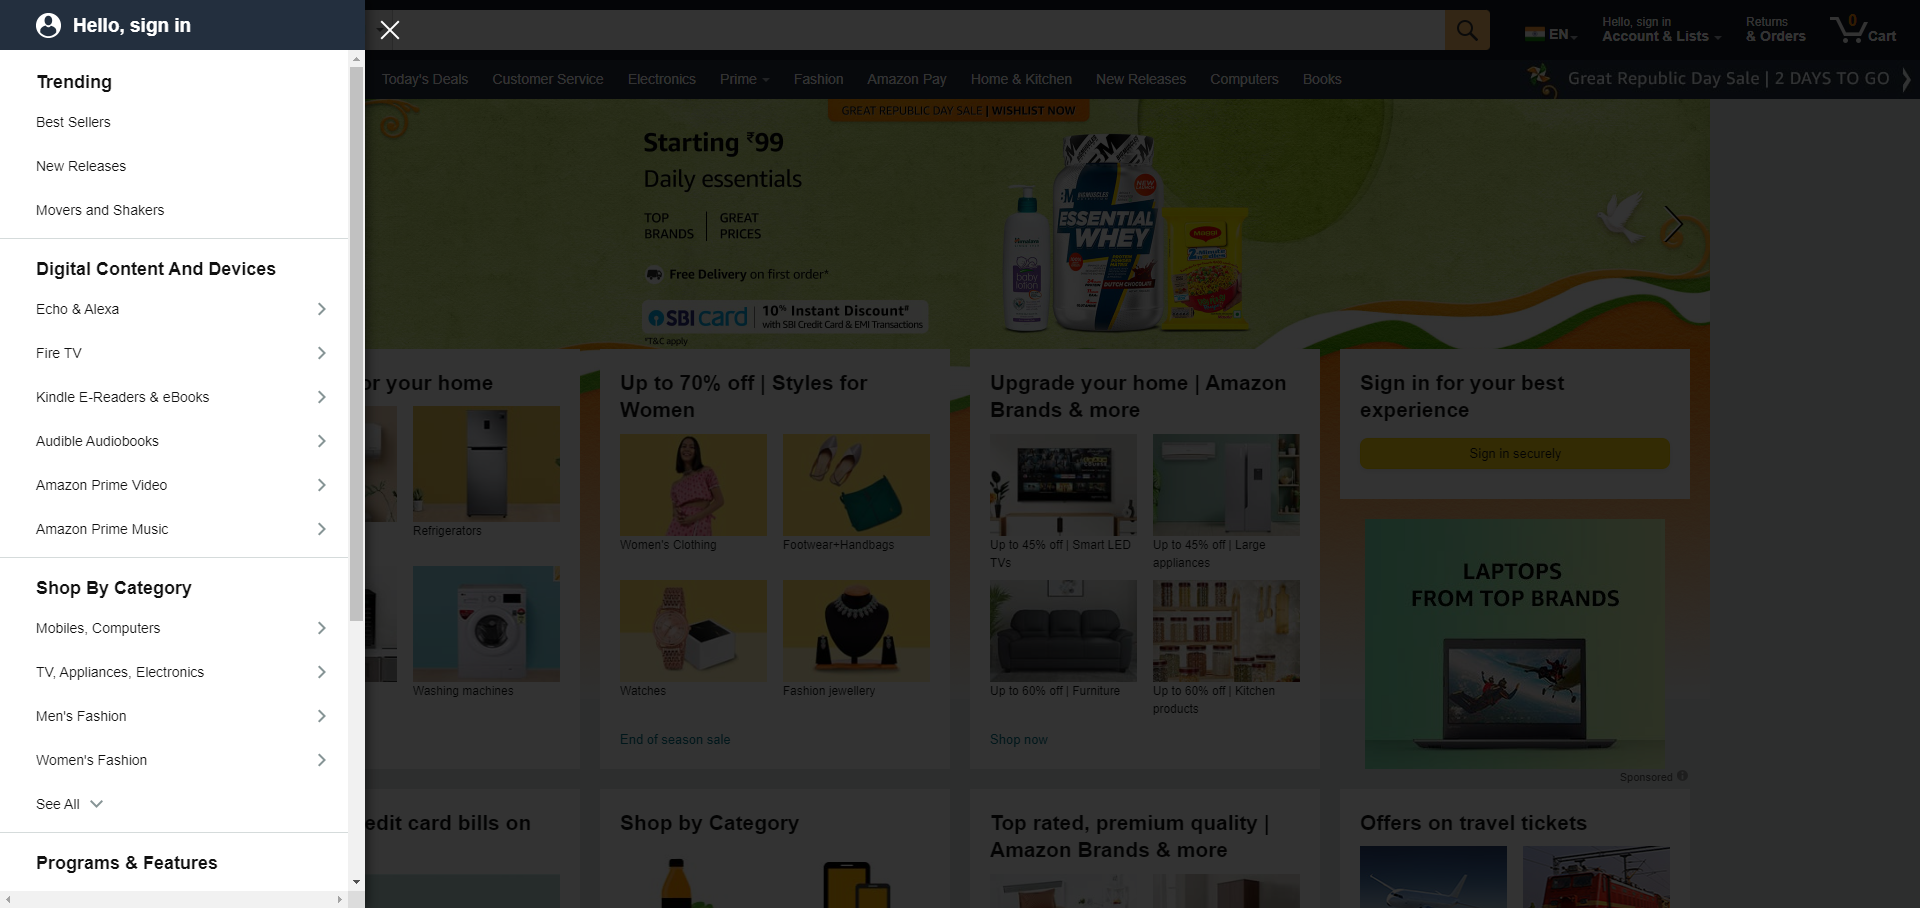 Hello, sign in
Trending
Best Sellers
New Releases
Movers and Shakers
Digital Content And Devices
Echo & Alexa
Fire TV
Kindle E-Readers & eBooks
Audible Audiobooks
Amazon Prime Video
Amazon Prime Music
Shop By Category
Mobiles, Computers
TV, Appliances, Electronics
Men's Fashion
Women's Fashion
See All
Programs & Features
EN
Hello, sign in
Account & Lists
Returns
& Orders
0
Cart
Today's Deals Customer Service Electronics Prime Fashion Amazon Pay Home & Kitchen New Releases Computers Books
Great Republic Day Sale | 2 DAYS TO GO
GREAT REPUBLIC DAY SALE | WISHLIST NOW
Starting ₹99
Daily essentials
TOP BRANDS
GREAT PRICES
Free Delivery on first order*
SBI card
10% Instant Discount#
with SBI Credit Card & EMI Transactions
*T&C apply
Himalaya
baby
lotion
NEW
ESSENTIAL
WHEY
DUTCH CHOCOLATE
MAGGI
or your home
Refrigerators
Washing machines
Up to 70% off | Styles for
Women
Women's Clothing
Footwear+Handbags
Watches
Fashion jewellery
End of season sale
Upgrade your home | Amazon
Brands & more
Up to 45% off | Smart LED
TVs
Up to 45% off | Large
appliances
Up to 60% off | Furniture
Up to 60% off | Kitchen
products
Shop now
Sign in for your best
experience
Sign in securely
LAPTOPS
FROM TOP BRANDS
Sponsored
edit card bills on
Shop by Category
Top rated, premium quality |
Amazon Brands & more
Offers on travel tickets